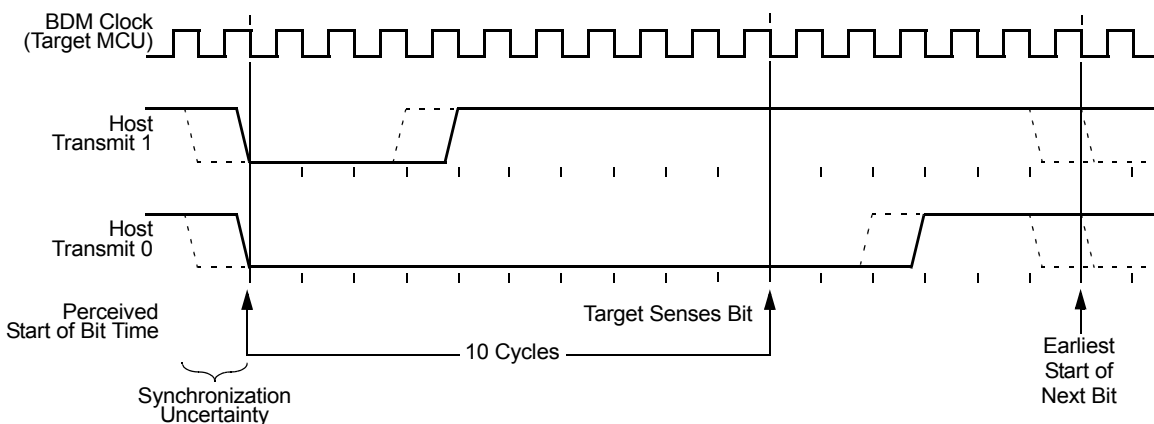 BDM Clock
(Target MCU)
Host
Transmit 1
Host
Transmit 0
Perceived
Start of Bit Time
Target Senses Bit
10 Cycles
Earliest
Start of
Next Bit
Synchronization
Uncertainty